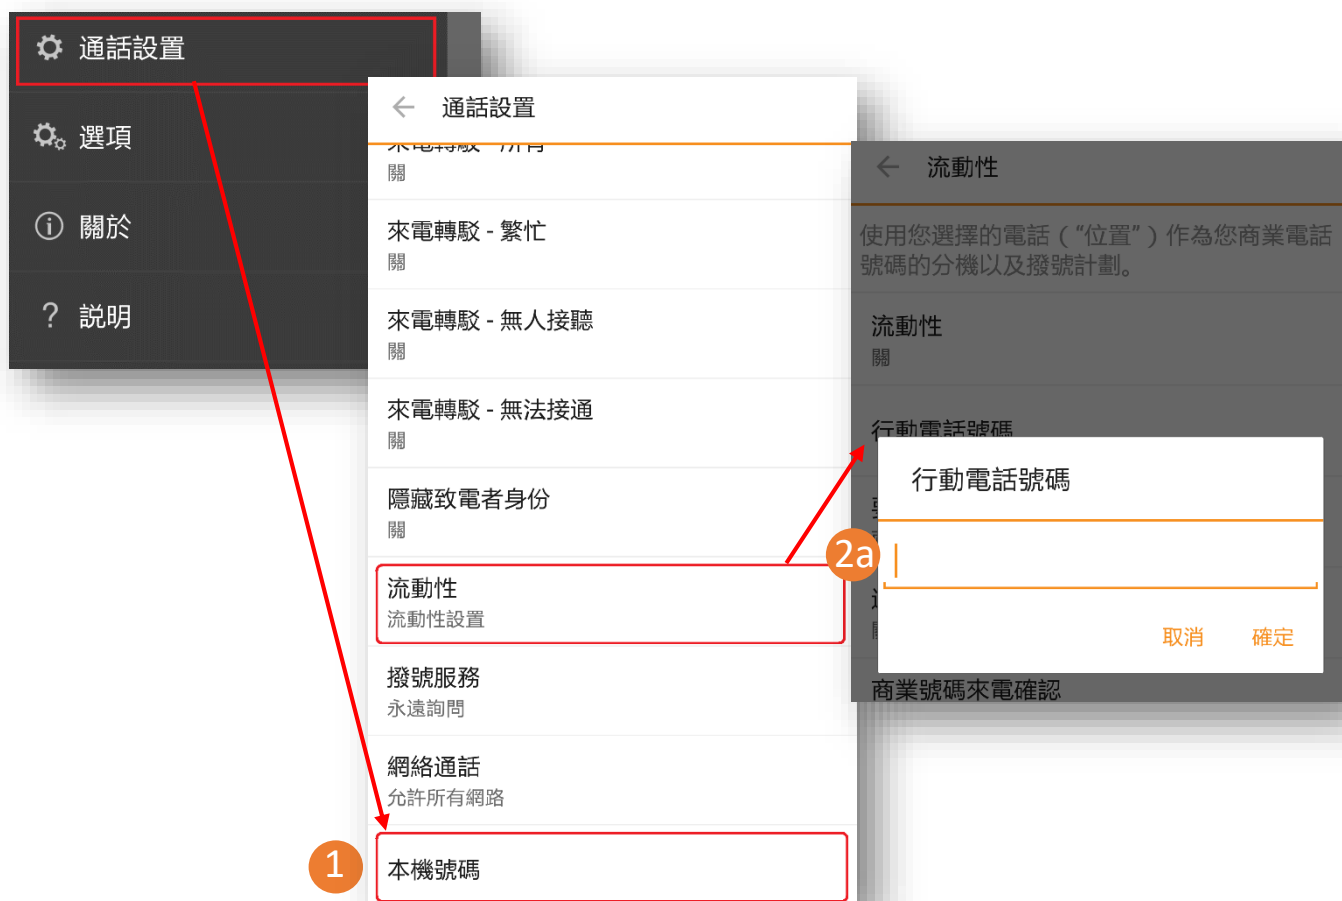 通話設置
選項
關於
説明
通話設置
來電轉駁 - 所有
關
來電轉駁 - 繁忙
關
來電轉駁 - 無人接聽
關
來電轉駁 - 無法接通
關
隱藏致電者身份
關
流動性
流動性設置
撥號服務
永遠詢問
網絡通話
允許所有網路
1
本機號碼
流動性
使用您選擇的電話（“位置”）作為您商業電話
號碼的分機以及撥號計劃。
流動性
關
行動電話號碼
2a
行動電話號碼
取消
確定
商業號碼來電確認